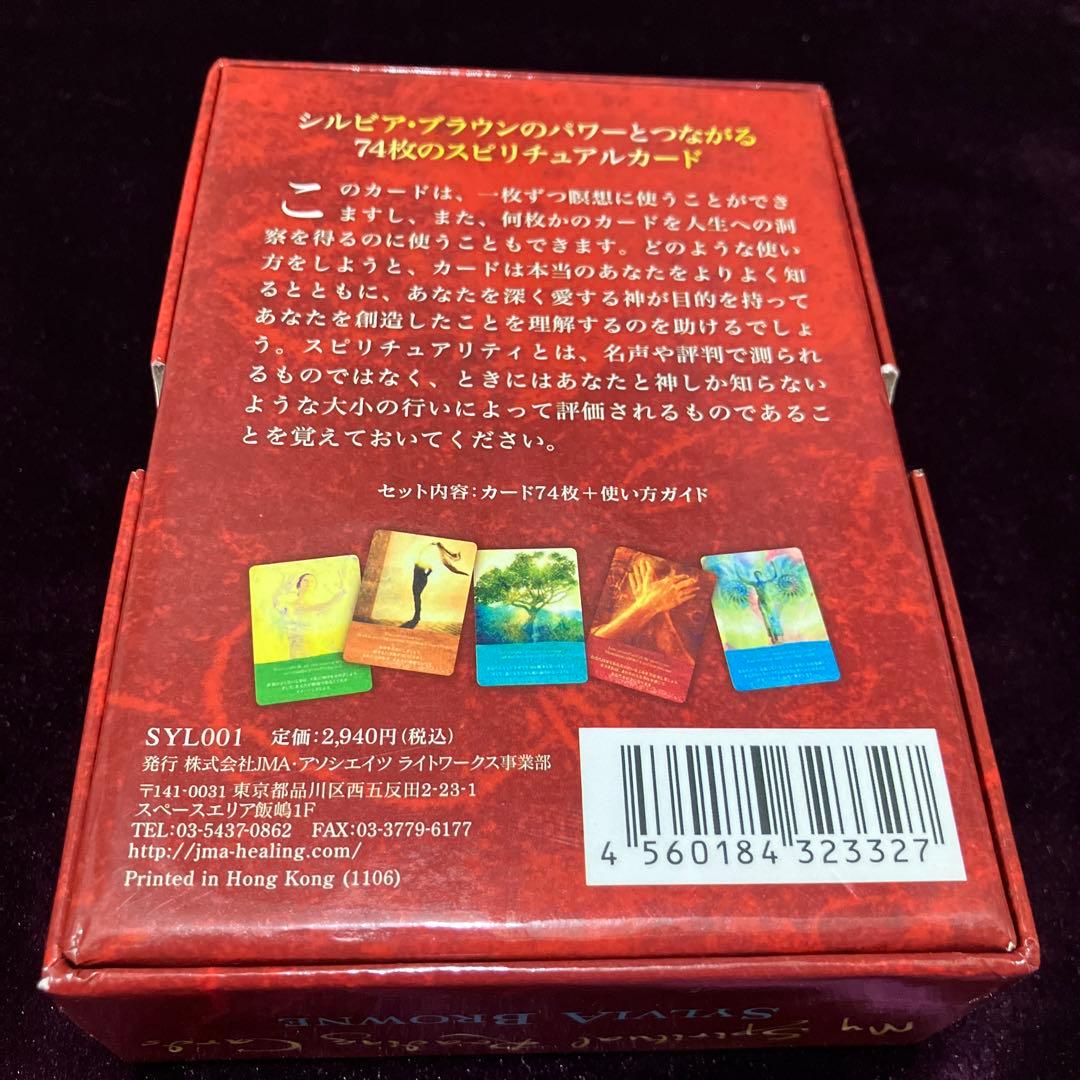 シルビア・ブラウンのパワーとつながる
74枚のスピリチュアルカード
このカードは、一枚ずつ瞑想に使うことができ
ますし、また、何枚かのカードを人生への洞
察を得るのに使うこともできます。どのような使い
方をしようと、カードは本当のあなたをよりよく知
るとともに、あなたを深く愛する神が目的を持って
あなたを創造したことを理解するのを助けるでしょ
う。スピリチュアリティとは、名声や評判で測られ
るものではなく、ときにはあなたと神しか知らない
ような大小の行いによって評価されるものであるこ
とを覚えておいてください。
セット内容：カード74枚＋使い方ガイド
SYL001 定価：2,940円（税込）
発行 株式会社JMA・アソシエイツ ライトワークス事業部
〒141-0031 東京都品川区西五反田2-23-1
スペースエリア飯嶋1F
TEL:03-5437-0862 FAX:03-3779-6177
http://jma-healing.com/
Printed in Hong Kong (1106)
4 560184 323327
SYLVIA BROWNE
My Spiritual Reading Cards